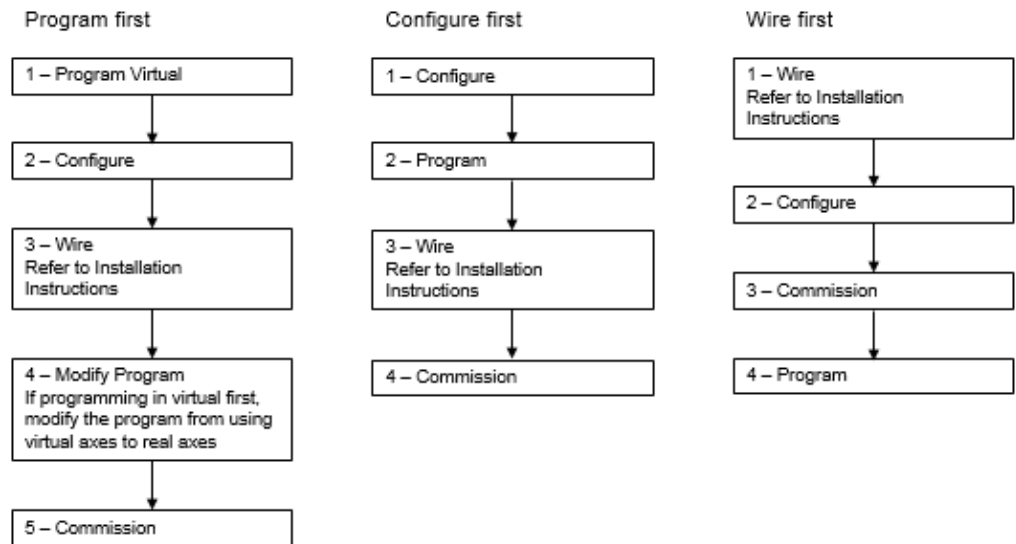 Program first
1 – Program Virtual
2 – Configure
3 – Wire
Refer to Installation
Instructions
4 – Modify Program
If programming in virtual first,
modify the program from using
virtual axes to real axes
5 – Commission
Configure first
1 – Configure
2 – Program
3 – Wire
Refer to Installation
Instructions
4 – Commission
Wire first
1 – Wire
Refer to Installation
Instructions
2 – Configure
3 – Commission
4 – Program